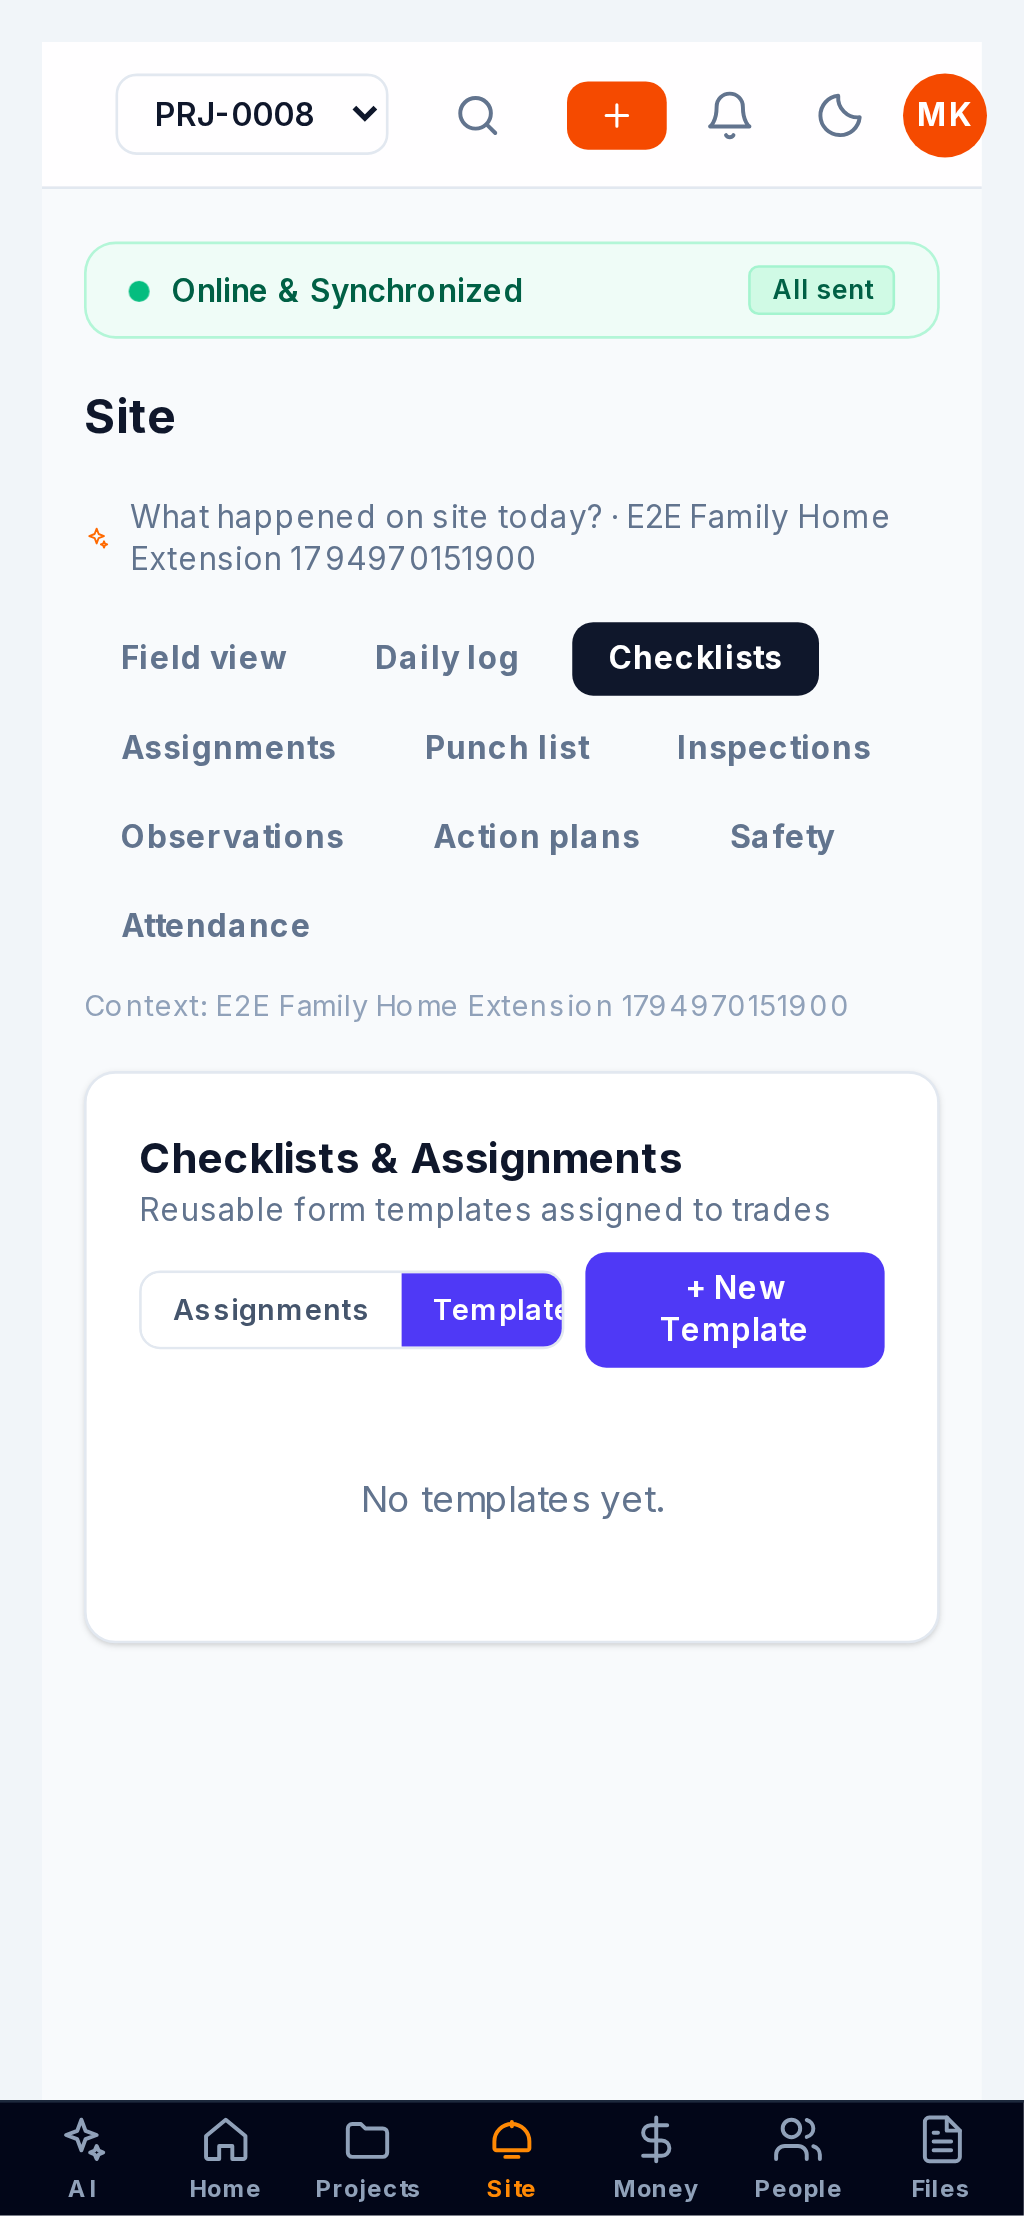 PRJ-0008
+
MK
Online & Synchronized
All sent
Site
What happened on site today? · E2E Family Home
Extension 1794970151900
Field view
Daily log
Checklists
Assignments
Punch list
Inspections
Observations
Action plans
Safety
Attendance
Context: E2E Family Home Extension 1794970151900
Checklists & Assignments
Reusable form templates assigned to trades
Assignments
Template
+ New
Template
No templates yet.
AI
Home
Projects
Site
Money
People
Files